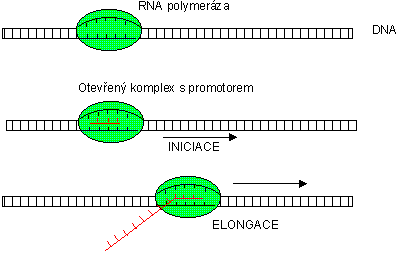 RNA polymeráza
DNA
Otevřený komplex s promotorem
INICIACE
ELONGACE